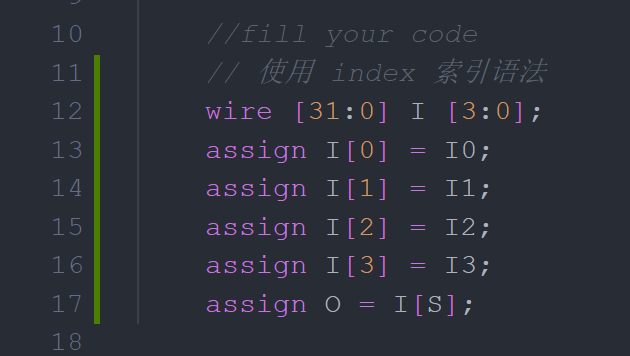 10 //fill your code
11 // 使用 index 索引语法
12 wire [31:0] I [3:0];
13 assign I[0] = I0;
14 assign I[1] = I1;
15 assign I[2] = I2;
16 assign I[3] = I3;
17 assign O = I[S];
18